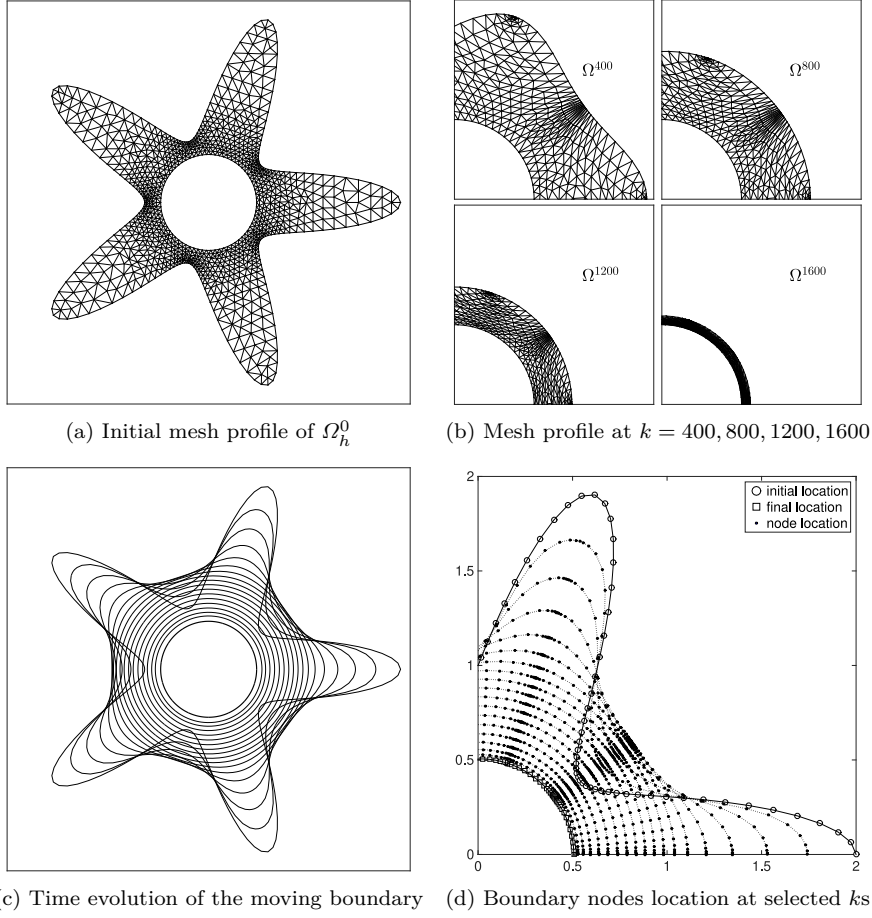 Ω^400
Ω^800
Ω^1200
Ω^1600
(a) Initial mesh profile of Ω_h^0
(b) Mesh profile at k = 400, 800, 1200, 1600
2
1.5
1
0.5
0
0
0.5
1
1.5
2
initial location
final location
node location
(c) Time evolution of the moving boundary
(d) Boundary nodes location at selected ks